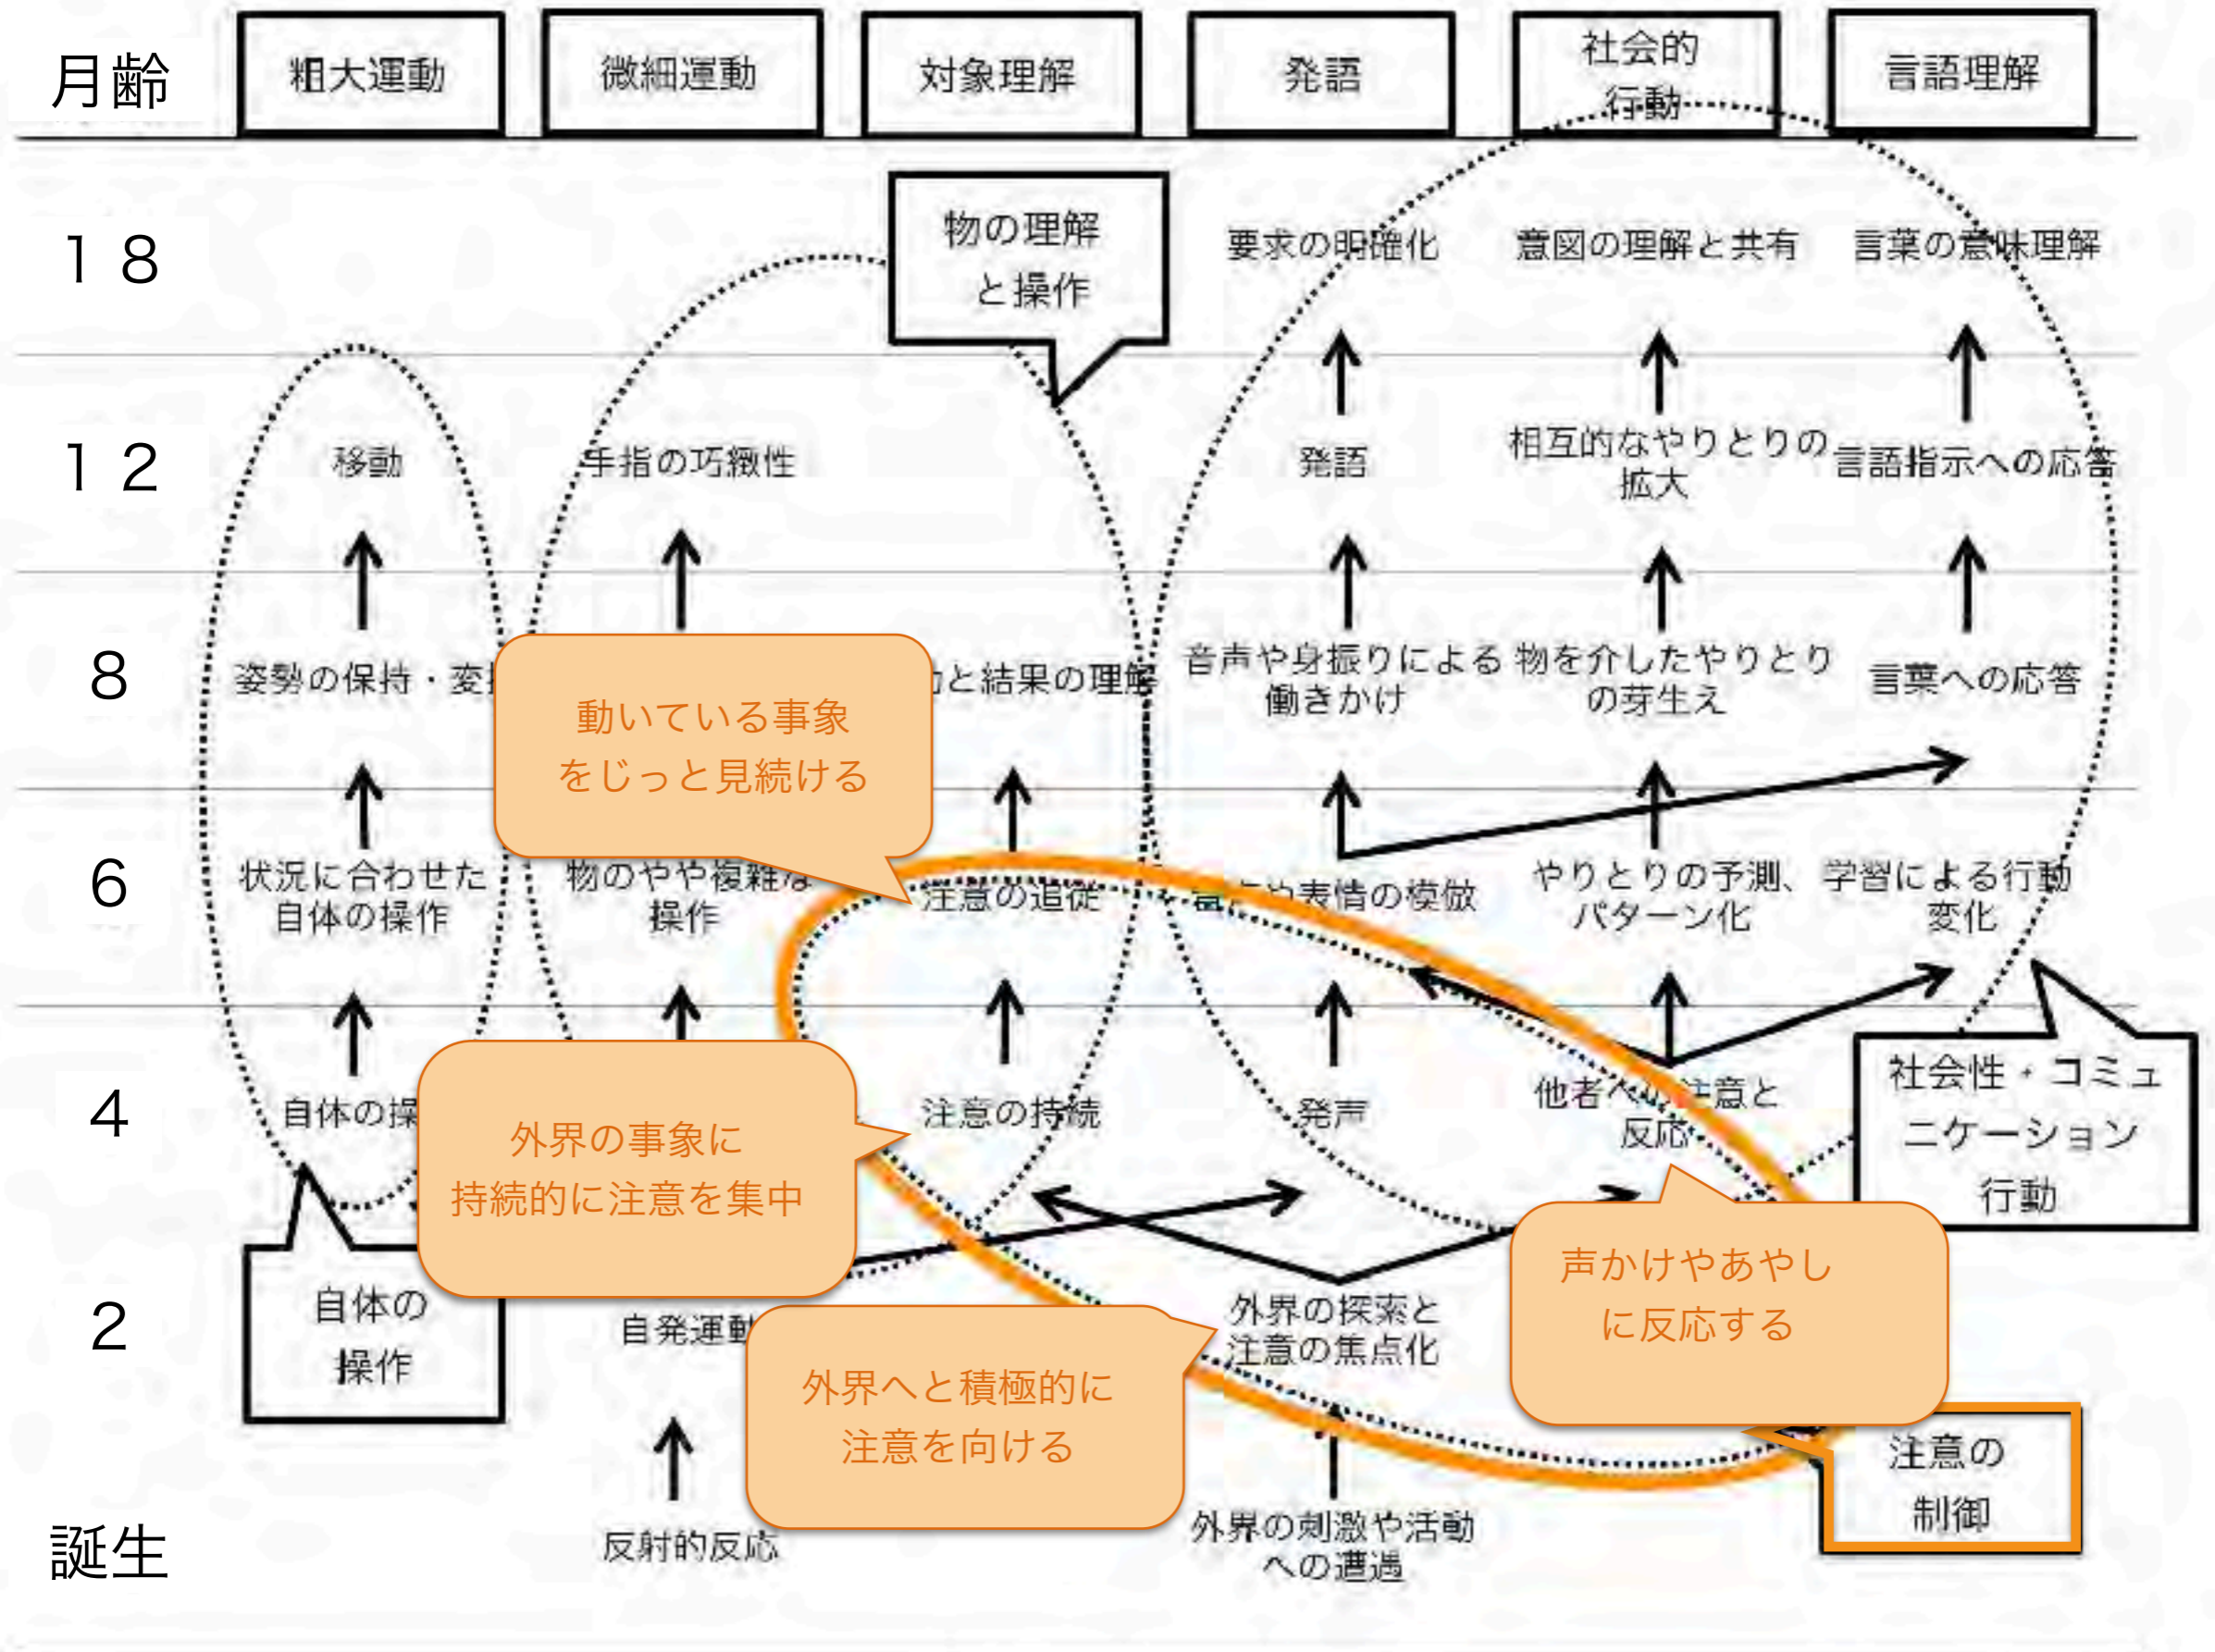 月齢
粗大運動
微細運動
対象理解
発語
社会的
行動
言語理解
18
物の理解
と操作
要求の明確化
意図の理解と共有
言葉の意味理解
12
移動
手指の巧緻性
発語
相互的なやりとりの
拡大
言語指示への応答
8
姿勢の保持・変
動いている事象
をじっと見続ける
と結果の理解
音声や身振りによる
働きかけ
物を介したやりとり
の芽生え
言葉への応答
6
状況に合わせた
自体の操作
物のやや複雑な
操作
注意の追従
音声や表情の模倣
やりとりの予測、
パターン化
学習による行動
変化
4
自体の操
外界の事象に
持続的に注意を集中
注意の持続
発声
他者への注意と
反応
社会性・コミュ
ニケーション
行動
2
自体の
操作
自発運動
外界へと積極的に
注意を向ける
外界の探索と
注意の焦点化
声かけやあやし
に反応する
誕生
反射的反応
外界の刺激や活動
への遭遇
注意の
制御